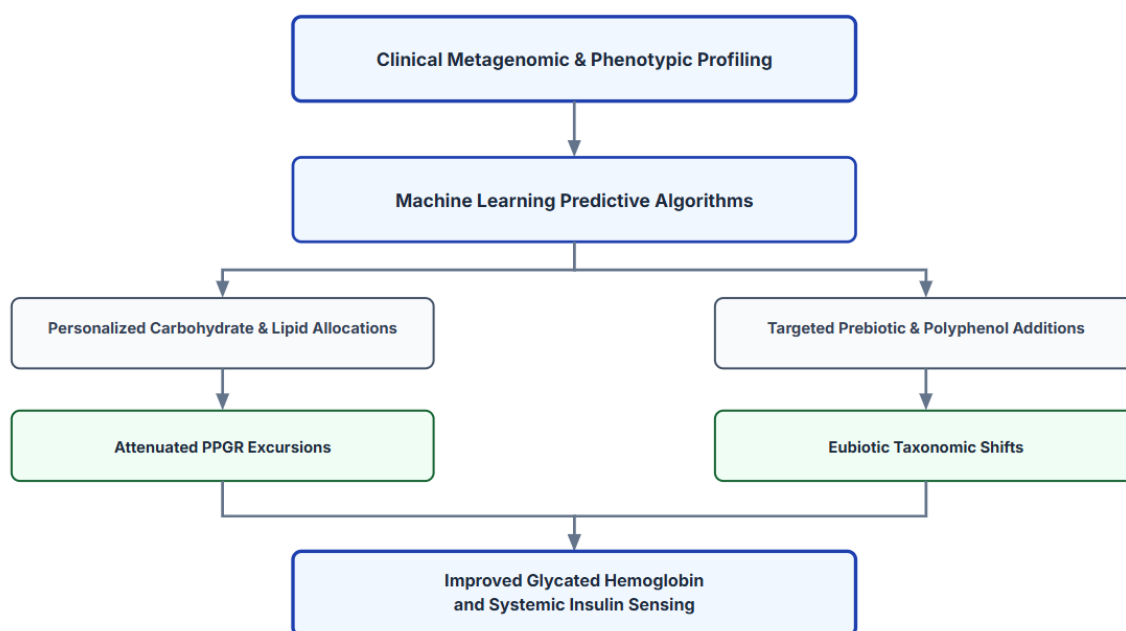 Clinical Metagenomic & Phenotypic Profiling
Machine Learning Predictive Algorithms
Personalized Carbohydrate & Lipid Allocations
Targeted Prebiotic & Polyphenol Additions
Attenuated PPGR Excursions
Eubiotic Taxonomic Shifts
Improved Glycated Hemoglobin
and Systemic Insulin Sensing